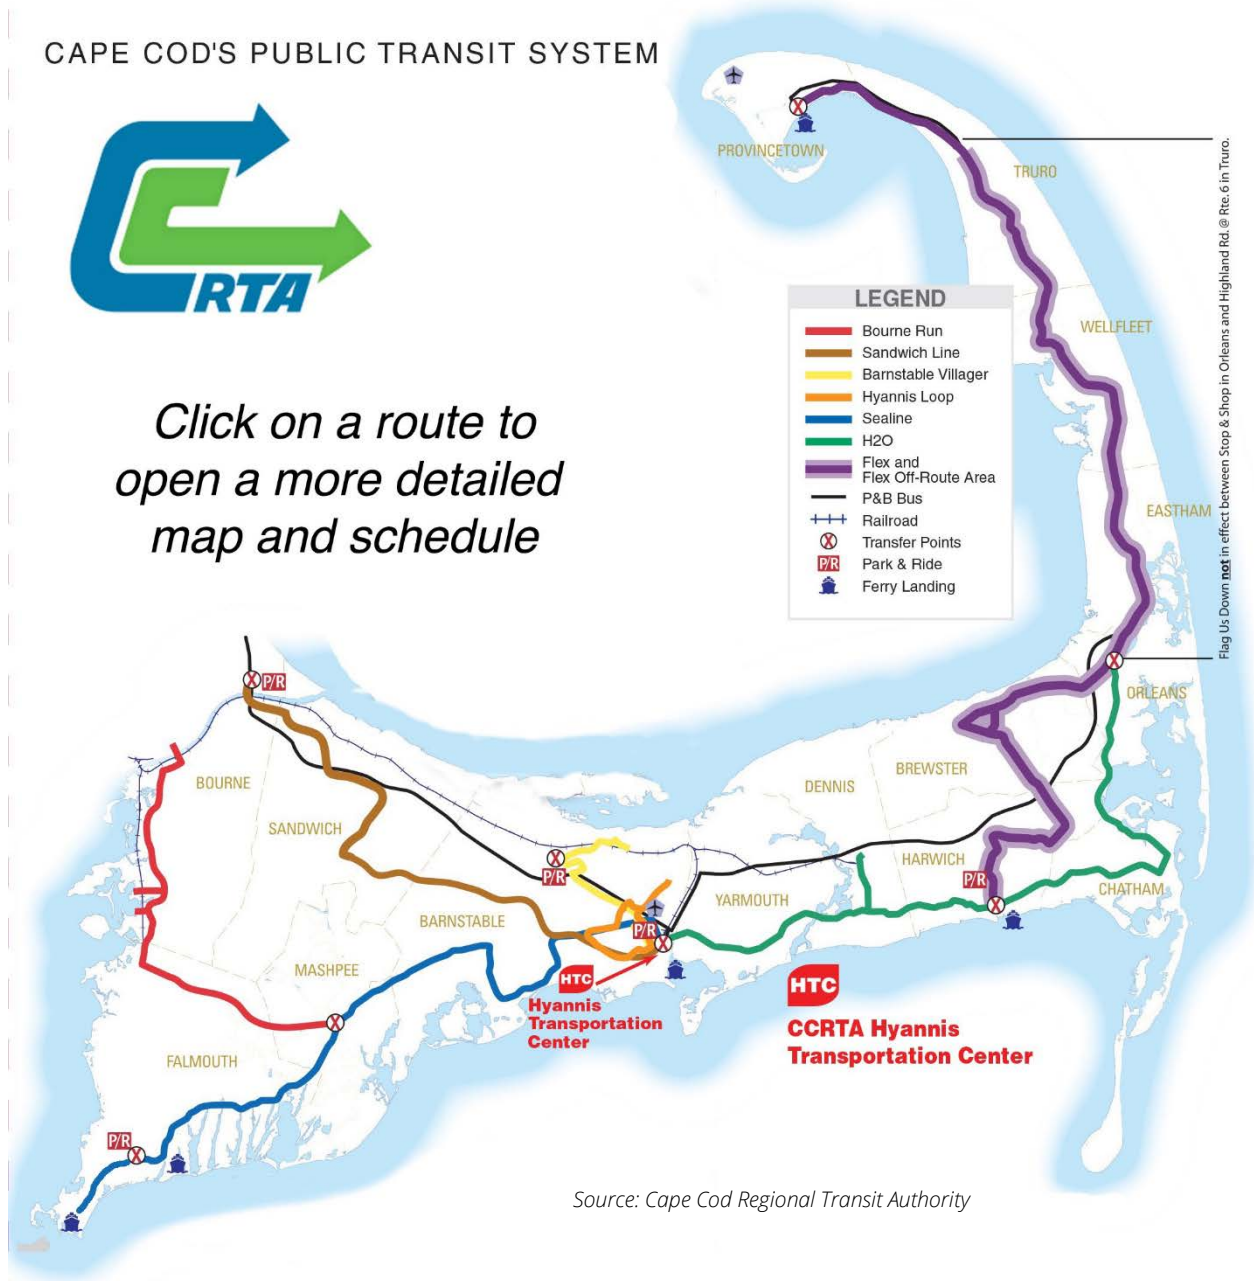 CAPE COD'S PUBLIC TRANSIT SYSTEM
RTA
Click on a route to
open a more detailed
map and schedule
PROVINCETOWN
TRURO
WELLFLEET
EASTHAM
ORLEANS
BREWSTER
DENNIS
HARWICH
CHATHAM
YARMOUTH
BARNSTABLE
SANDWICH
BOURNE
MASHPEE
FALMOUTH
LEGEND
Bourne Run
Sandwich Line
Barnstable Villager
Hyannis Loop
Sealine
H2O
Flex and
Flex Off-Route Area
P&B Bus
Railroad
Transfer Points
P/R Park & Ride
Ferry Landing
Flag Us Down not in effect between Stop & Shop in Orleans and Highland Rd. @ Rte. 6 in Truro.
P/R
P/R
P/R
P/R
P/R
HTC
Hyannis
Transportation
Center
HTC
CCRTA Hyannis
Transportation Center
Source: Cape Cod Regional Transit Authority